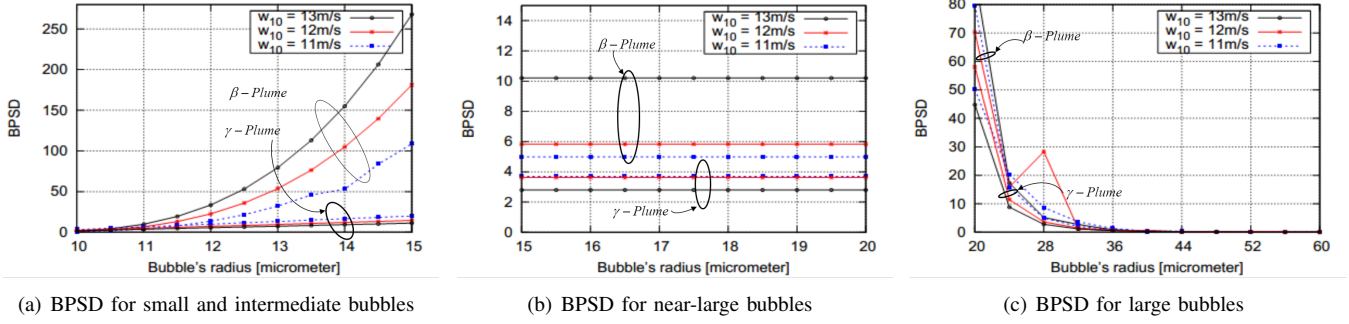 w10 = 13m/s
w10 = 12m/s
w10 = 11m/s
β – Plume
γ – Plume
BPSD
300
250
200
150
100
50
0
10 11 12 13 14 15
Bubble's radius [micrometer]
(a) BPSD for small and intermediate bubbles
w10 = 13m/s
w10 = 12m/s
w10 = 11m/s
β – Plume
γ – Plume
BPSD
14
12
10
8
6
4
2
0
15 16 17 18 19 20
Bubble's radius [micrometer]
(b) BPSD for near-large bubbles
w10 = 13m/s
w10 = 12m/s
w10 = 11m/s
β – Plume
γ – Plume
BPSD
80
70
60
50
40
30
20
10
0
20 28 36 44 52 60
Bubble's radius [micrometer]
(c) BPSD for large bubbles